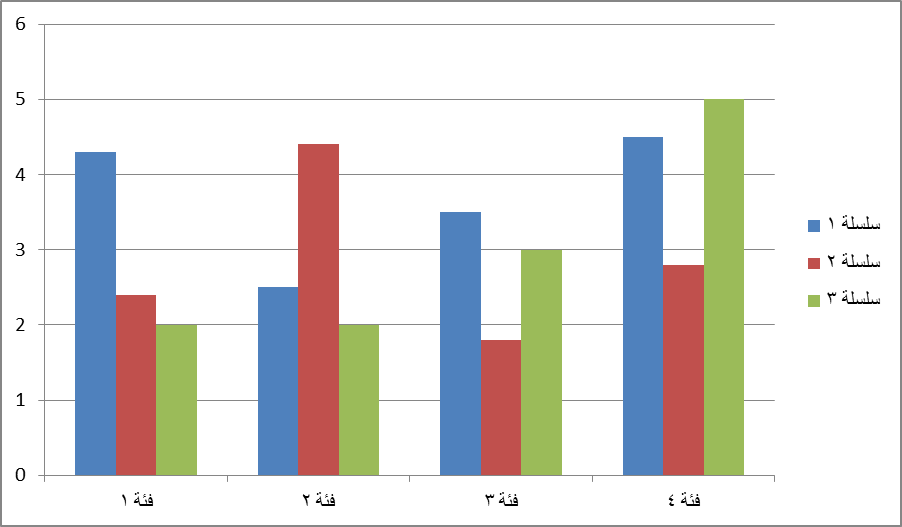 6
5
4
3
2
1
0
فئة ١
فئة ٢
فئة ٣
فئة ٤
سلسلة ١
سلسلة ٢
سلسلة ٣